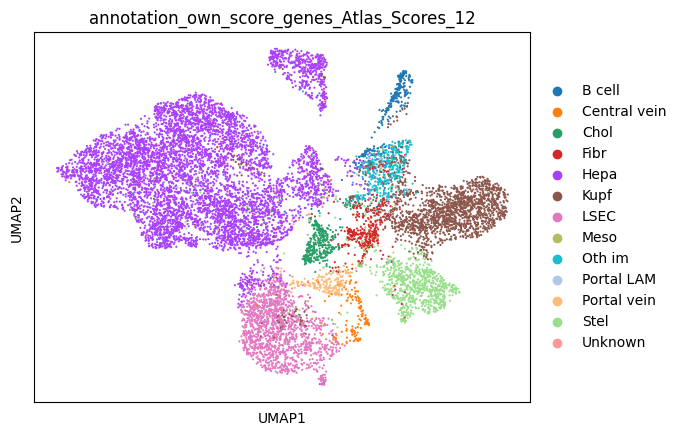 annotation_own_score_genes_Atlas_Scores_12
B cell
Central vein
Chol
Fibr
Hepa
Kupf
LSEC
Meso
Oth im
Portal LAM
Portal vein
Stel
Unknown
UMAP2
UMAP1